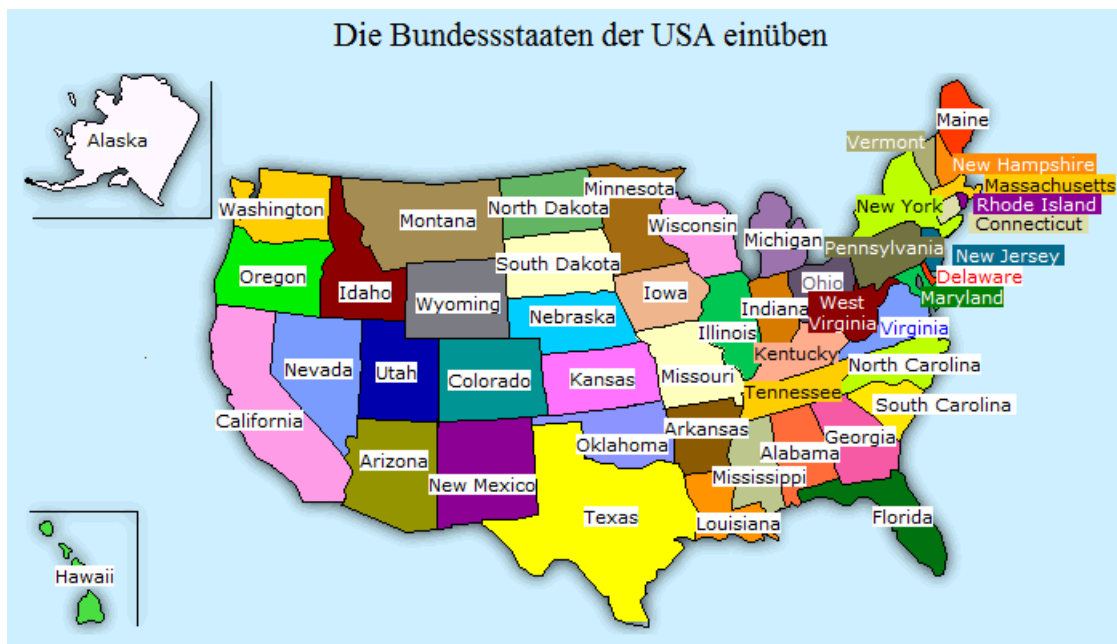 Die Bundessstaaten der USA einüben
Alaska
Maine
Vermont
New Hampshire
Massachusetts
Rhode Island
Connecticut
New York
Washington
Montana
North Dakota
Minnesota
Wisconsin
Michigan
Pennsylvania
New Jersey
Delaware
Maryland
Oregon
Idaho
Wyoming
South Dakota
Iowa
Ohio
Indiana
West
Virginia
Virginia
Nebraska
Illinois
Kentucky
North Carolina
Nevada
Utah
Colorado
Kansas
Missouri
Tennessee
South Carolina
California
Arizona
New Mexico
Oklahoma
Arkansas
Mississippi
Alabama
Georgia
Texas
Louisiana
Florida
Hawaii